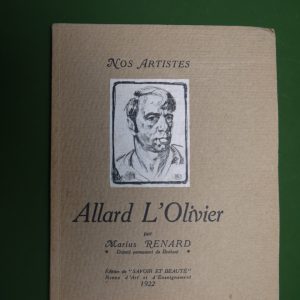 NOS ARTISTES
Allard L'Olivier
par
Marius RENARD
Député permanent du Hainaut
Édition de "SAVOIR ET BEAUTÉ"
Revue d'Art et d'Enseignement
1922